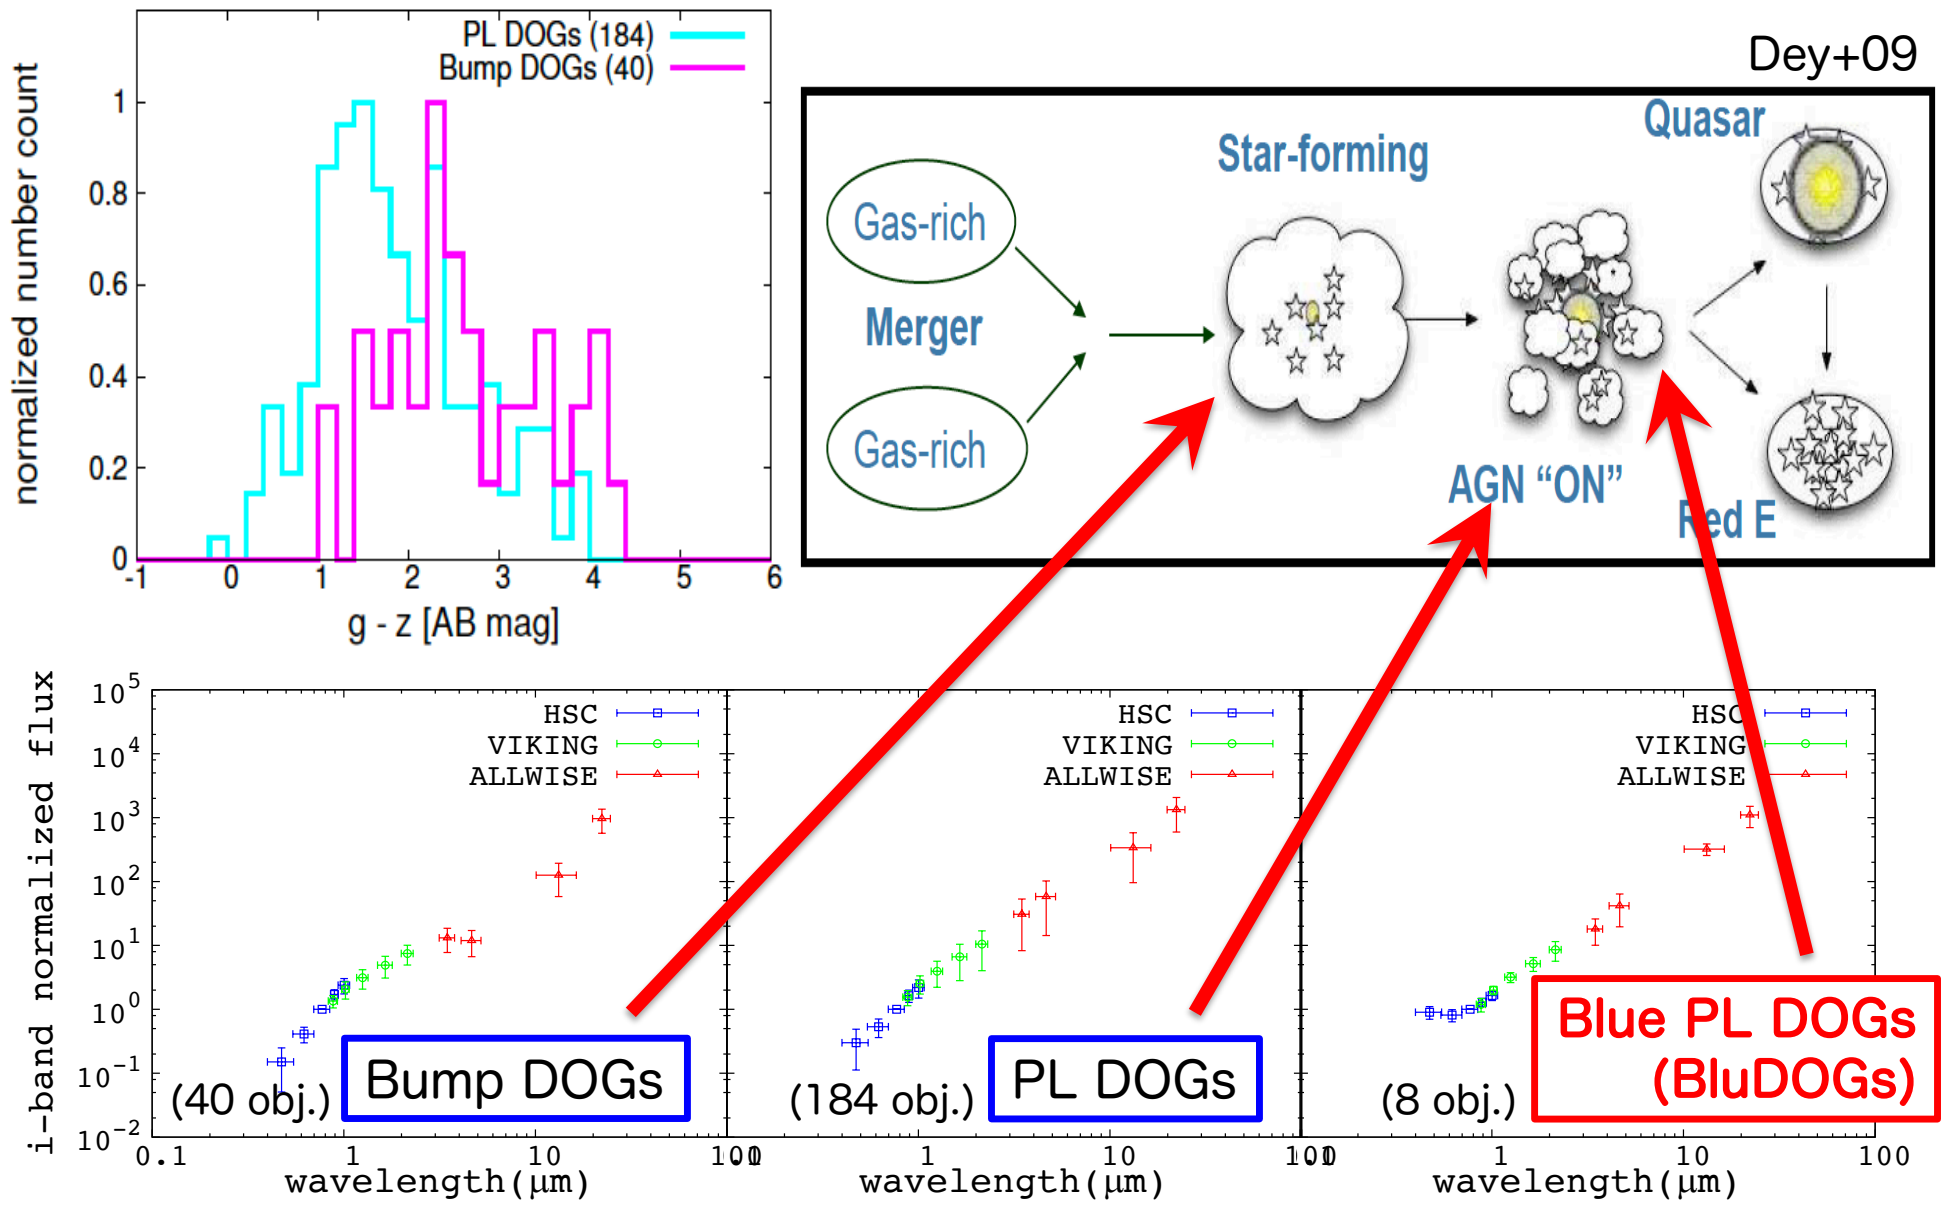 PL DOGs (184)
Bump DOGs (40)
normalized number count
1
0.8
0.6
0.4
0.2
0
-1 0 1 2 3 4 5 6
g - z [AB mag]
Dey+09
Quasar
Star-forming
Gas-rich
Merger
Gas-rich
AGN “ON”
Red E
i-band normalized flux
10^5
10^4
10^3
10^2
10^1
10^0
10^-1
10^-2
HSC
VIKING
ALLWISE
(40 obj.)
Bump DOGs
0.1 1 10 100
wavelength(μm)
HSC
VIKING
ALLWISE
(184 obj.)
PL DOGs
1 10 100
wavelength(μm)
HSC
VIKING
ALLWISE
(8 obj.)
Blue PL DOGs
(BluDOGs)
1 10 100
wavelength(μm)